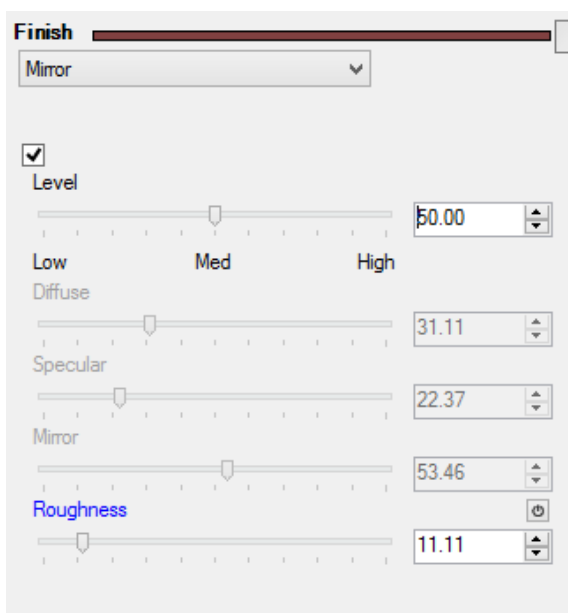 Finish
Mirror
Level
50.00
Low Med High
Diffuse
31.11
Specular
22.37
Mirror
53.46
Roughness
11.11